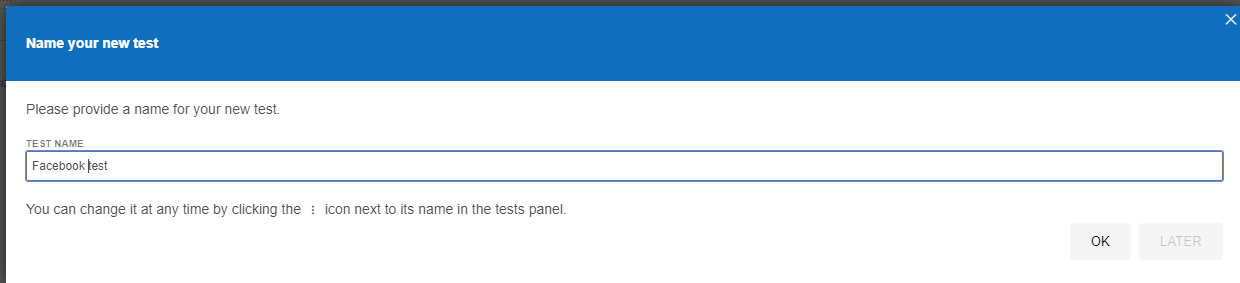 Name your new test
Please provide a name for your new test.
TEST NAME
Facebook test
You can change it at any time by clicking the ⋮ icon next to its name in the tests panel.
OK LATER